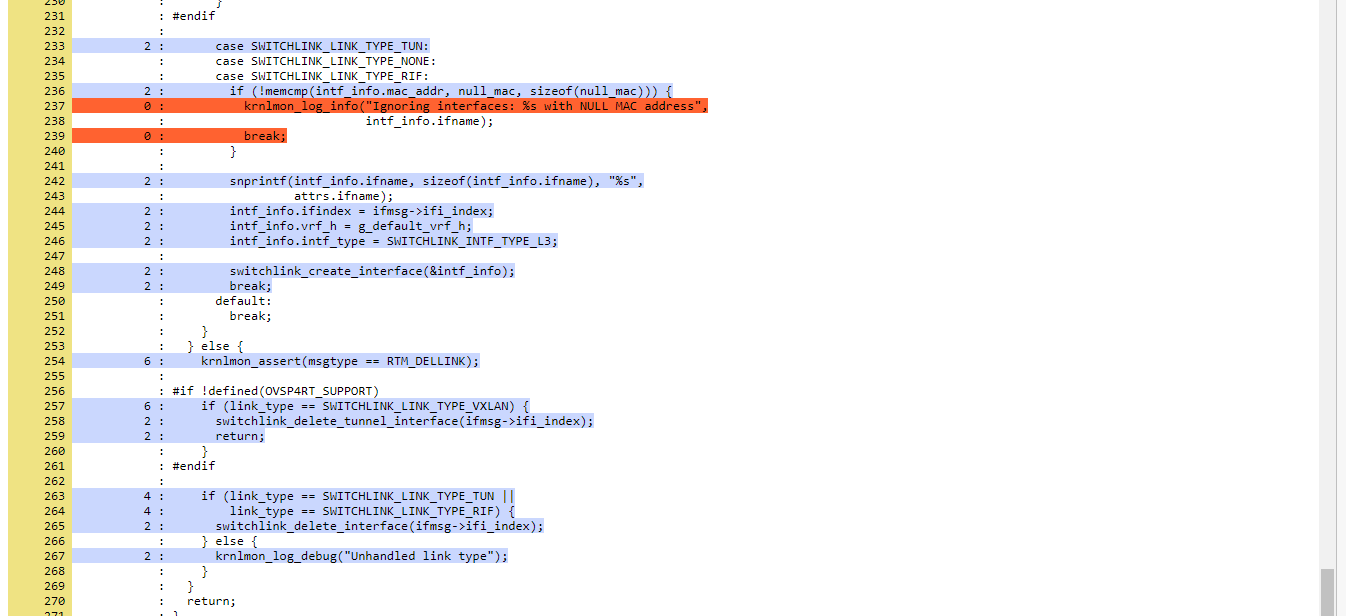 230 : }
231 : #endif
232 :
233 2 : case SWITCHLINK_LINK_TYPE_TUN:
234 : case SWITCHLINK_LINK_TYPE_NONE:
235 : case SWITCHLINK_LINK_TYPE_RIF:
236 2 : if (!memcmp(intf_info.mac_addr, null_mac, sizeof(null_mac))) {
237 0 : krnlmon_log_info("Ignoring interfaces: %s with NULL MAC address",
238 : intf_info.ifname);
239 0 : break;
240 : }
241 :
242 2 : snprintf(intf_info.ifname, sizeof(intf_info.ifname), "%s",
243 : attrs.ifname);
244 2 : intf_info.ifindex = ifmsg->ifi_index;
245 2 : intf_info.vrf_h = g_default_vrf_h;
246 2 : intf_info.intf_type = SWITCHLINK_INTF_TYPE_L3;
247 :
248 2 : switchlink_create_interface(&intf_info);
249 2 : break;
250 : default:
251 : break;
252 : }
253 : } else {
254 6 : krnlmon_assert(msgtype == RTM_DELLINK);
255 :
256 : #if !defined(OVSP4RT_SUPPORT)
257 6 : if (link_type == SWITCHLINK_LINK_TYPE_VXLAN) {
258 2 : switchlink_delete_tunnel_interface(ifmsg->ifi_index);
259 2 : return;
260 : }
261 : #endif
262 :
263 4 : if (link_type == SWITCHLINK_LINK_TYPE_TUN ||
264 4 : link_type == SWITCHLINK_LINK_TYPE_RIF) {
265 2 : switchlink_delete_interface(ifmsg->ifi_index);
266 : } else {
267 2 : krnlmon_log_debug("Unhandled link type");
268 : }
269 : }
270 : return;
271 : }